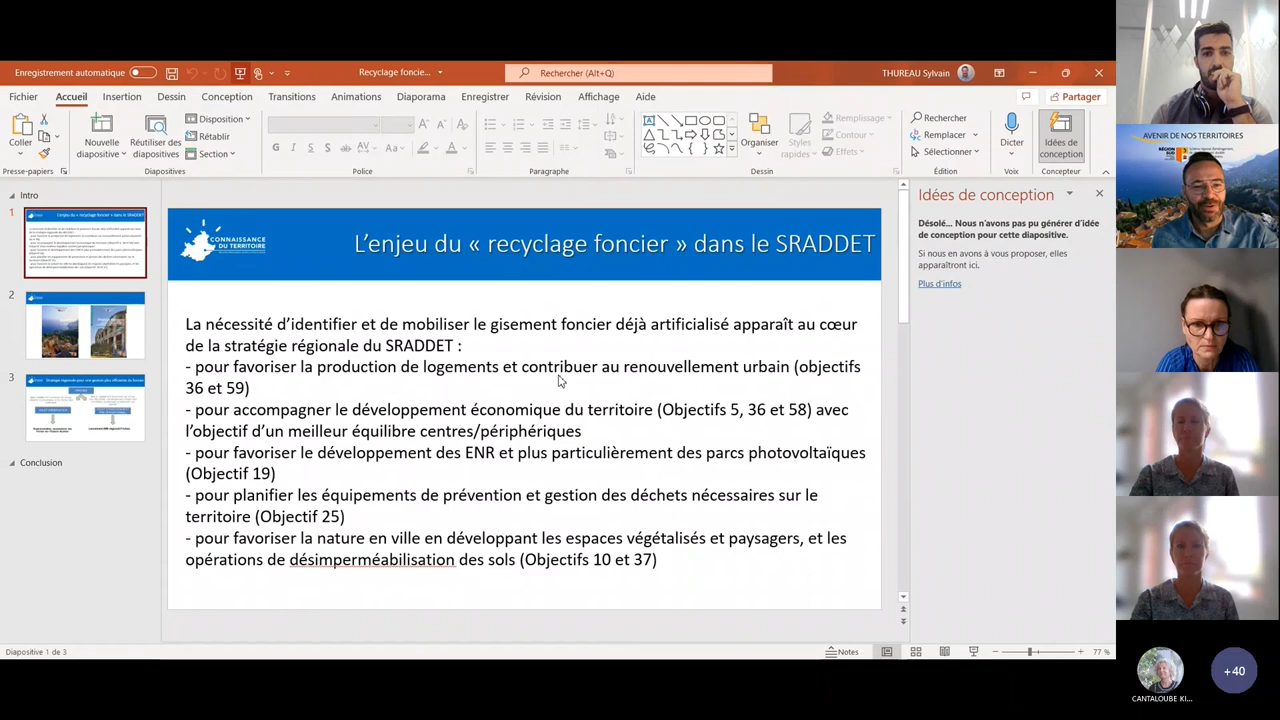 Enregistrement automatique
Recyclage foncie...
Rechercher (Alt+Q)
THUREAU Sylvain
Fichier
Accueil
Insertion
Dessin
Conception
Transitions
Animations
Diaporama
Enregistrer
Révision
Affichage
Aide
Partager
Coller
Nouvelle diapositive
Réutiliser des diapositives
Disposition
Rétablir
Section
G I S S
Aa
Organiser
Styles rapides
Remplissage
Contour
Effets
Rechercher
Remplacer
Sélectionner
Dicter
Idées de conception
Presse-papiers
Diapositives
Police
Paragraphe
Dessin
Édition
Voix
Concepteur
Intro
1
2
3
Conclusion
CONNAISSANCE
DU TERRITOIRE
L'enjeu du « recyclage foncier » dans le SRADDET
La nécessité d'identifier et de mobiliser le gisement foncier déjà artificialisé apparaît au cœur
de la stratégie régionale du SRADDET :
- pour favoriser la production de logements et contribuer au renouvellement urbain (objectifs
36 et 59)
- pour accompagner le développement économique du territoire (Objectifs 5, 36 et 58) avec
l'objectif d'un meilleur équilibre centres/périphériques
- pour favoriser le développement des ENR et plus particulièrement des parcs photovoltaïques
(Objectif 19)
- pour planifier les équipements de prévention et gestion des déchets nécessaires sur le
territoire (Objectif 25)
- pour favoriser la nature en ville en développant les espaces végétalisés et paysagers, et les
opérations de désimperméabilisation des sols (Objectifs 10 et 37)
Idées de conception
Désolé... Nous n'avons pas pu générer d'idée
de conception pour cette diapositive.
Si nous en avons à vous proposer, elles
apparaîtront ici.
Plus d'infos
Diapositive 1 de 3
Notes
77 %
AVENIR DE NOS TERRITOIRES
RÉGION
SUD
CANTALOUBE KI...
+40